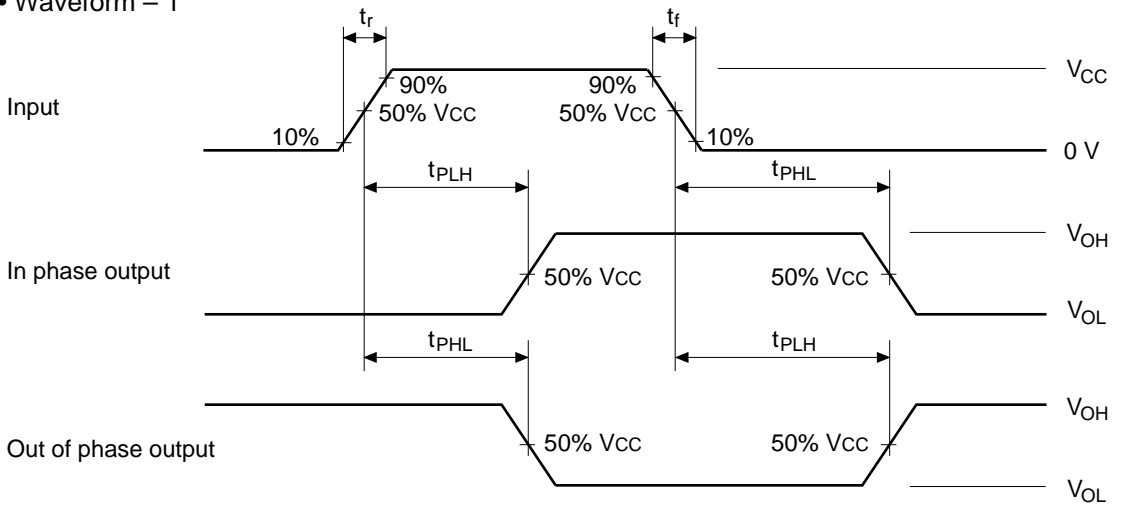 • Waveform – 1
tr
tf
VCC
90%
90%
Input
50% VCC
50% VCC
10%
10%
0 V
tPLH
tPHL
VOH
In phase output
50% VCC
50% VCC
VOL
tPHL
tPLH
VOH
Out of phase output
50% VCC
50% VCC
VOL